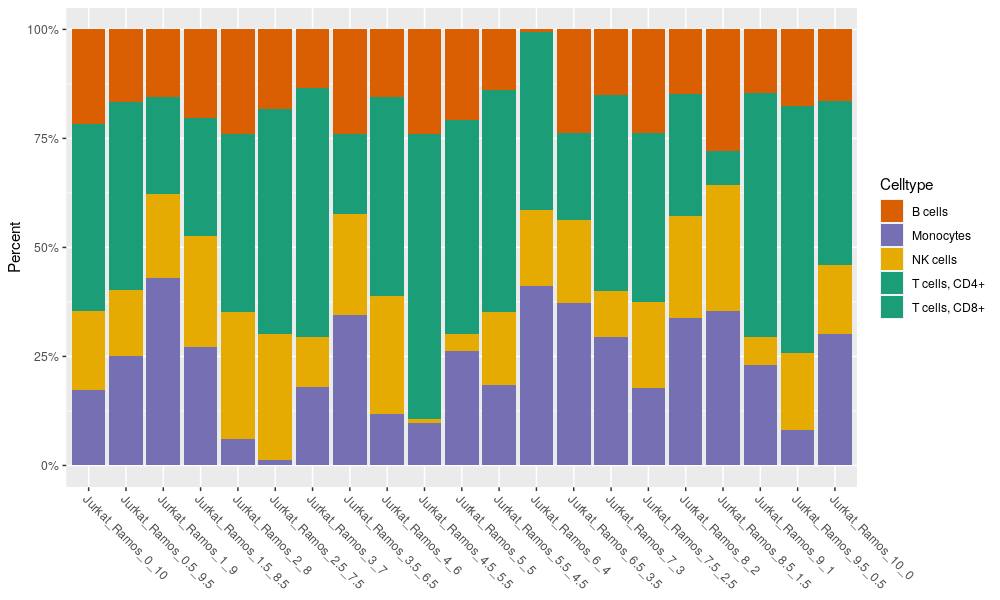 100%
75%
50%
25%
0%
Percent
Jurkat_Ramos_0_10
Jurkat_Ramos_0.5_9.5
Jurkat_Ramos_1_9
Jurkat_Ramos_1.5_8.5
Jurkat_Ramos_2_8
Jurkat_Ramos_2.5_7.5
Jurkat_Ramos_3_7
Jurkat_Ramos_3.5_6.5
Jurkat_Ramos_4_6
Jurkat_Ramos_4.5_5.5
Jurkat_Ramos_5_5
Jurkat_Ramos_5.5_4.5
Jurkat_Ramos_6_4
Jurkat_Ramos_6.5_3.5
Jurkat_Ramos_7_3
Jurkat_Ramos_7.5_2.5
Jurkat_Ramos_8_2
Jurkat_Ramos_8.5_1.5
Jurkat_Ramos_9_1
Jurkat_Ramos_9.5_0.5
Jurkat_Ramos_10_0
Celltype
B cells
Monocytes
NK cells
T cells, CD4+
T cells, CD8+